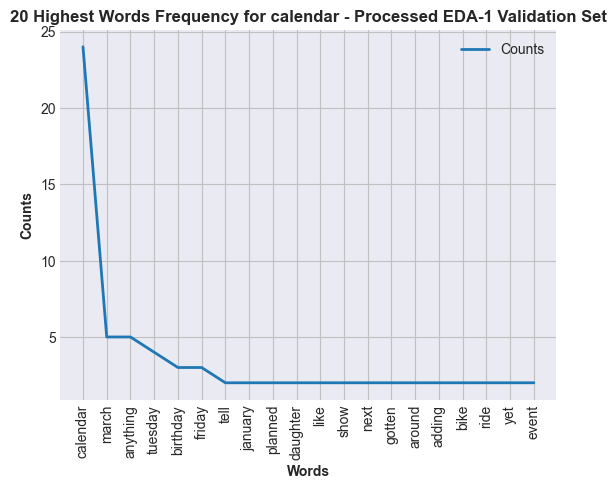 20 Highest Words Frequency for calendar - Processed EDA-1 Validation Set
Counts
25
20
15
10
5
Counts
calendar
march
anything
tuesday
birthday
friday
tell
january
planned
daughter
like
show
next
gotten
around
adding
bike
ride
yet
event
Words